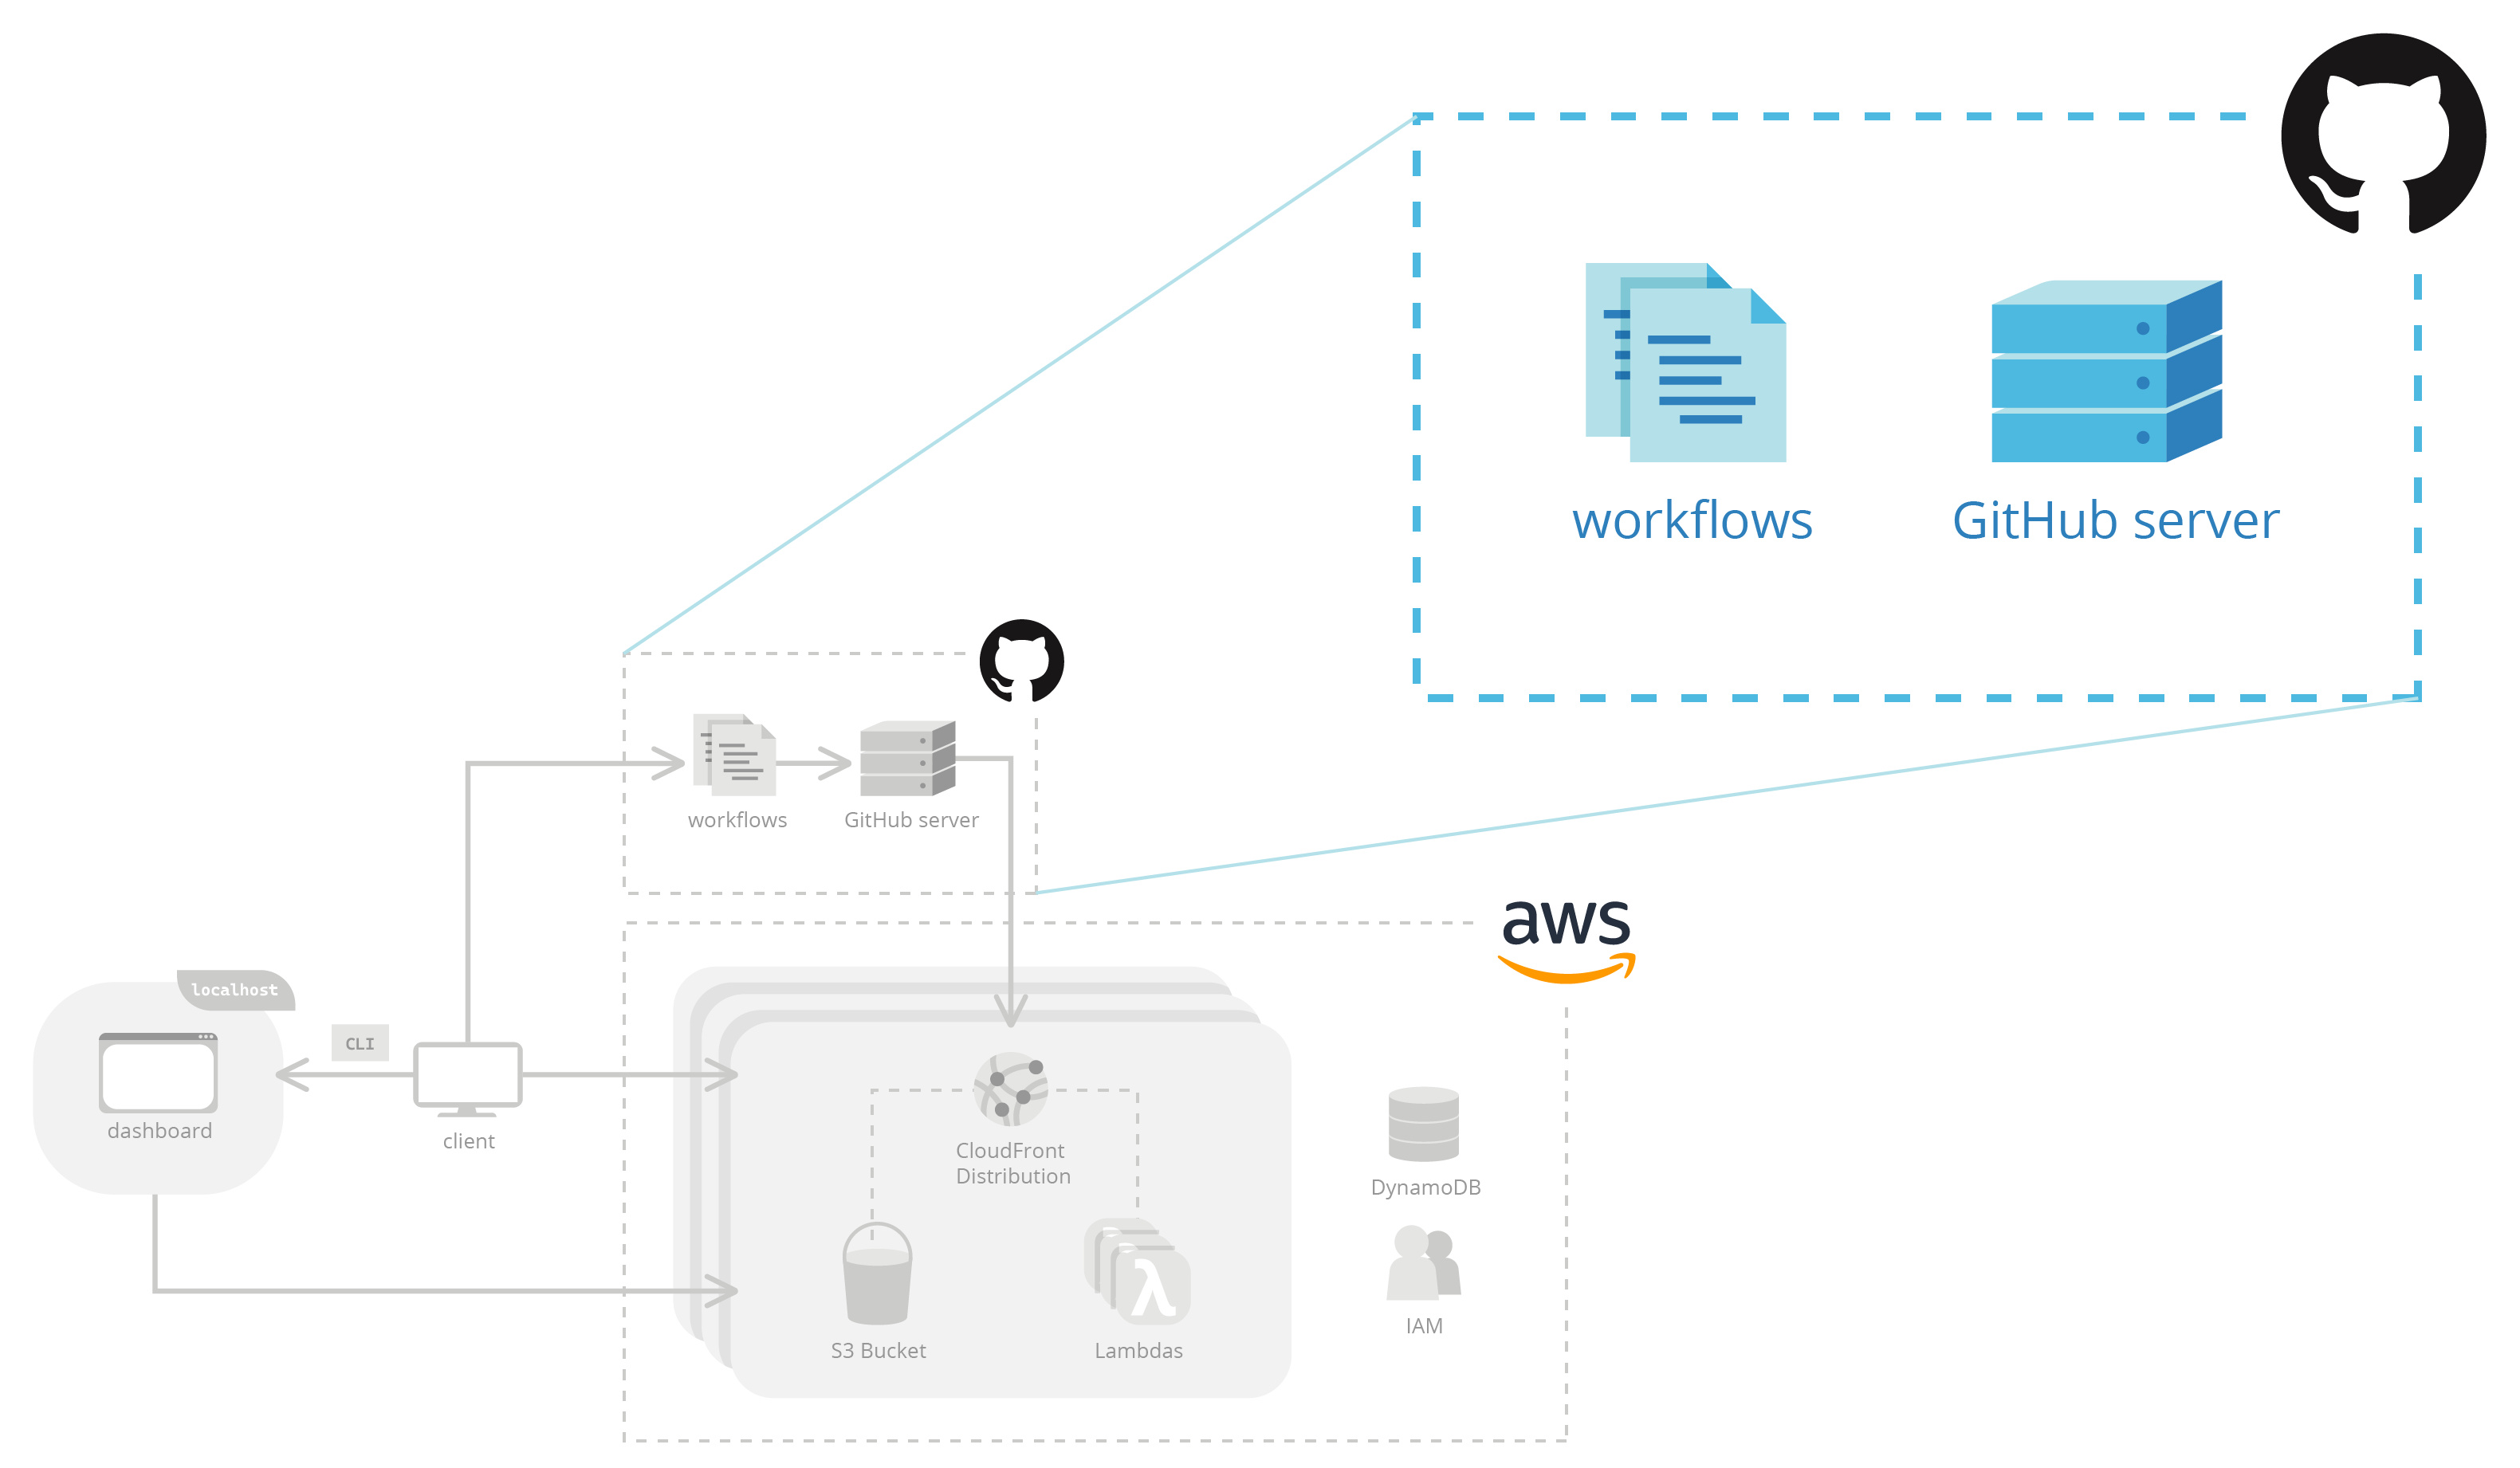 workflows
GitHub server
workflows
GitHub server
aws
localhost
CLI
dashboard
client
CloudFront
Distribution
DynamoDB
S3 Bucket
λ
Lambdas
IAM